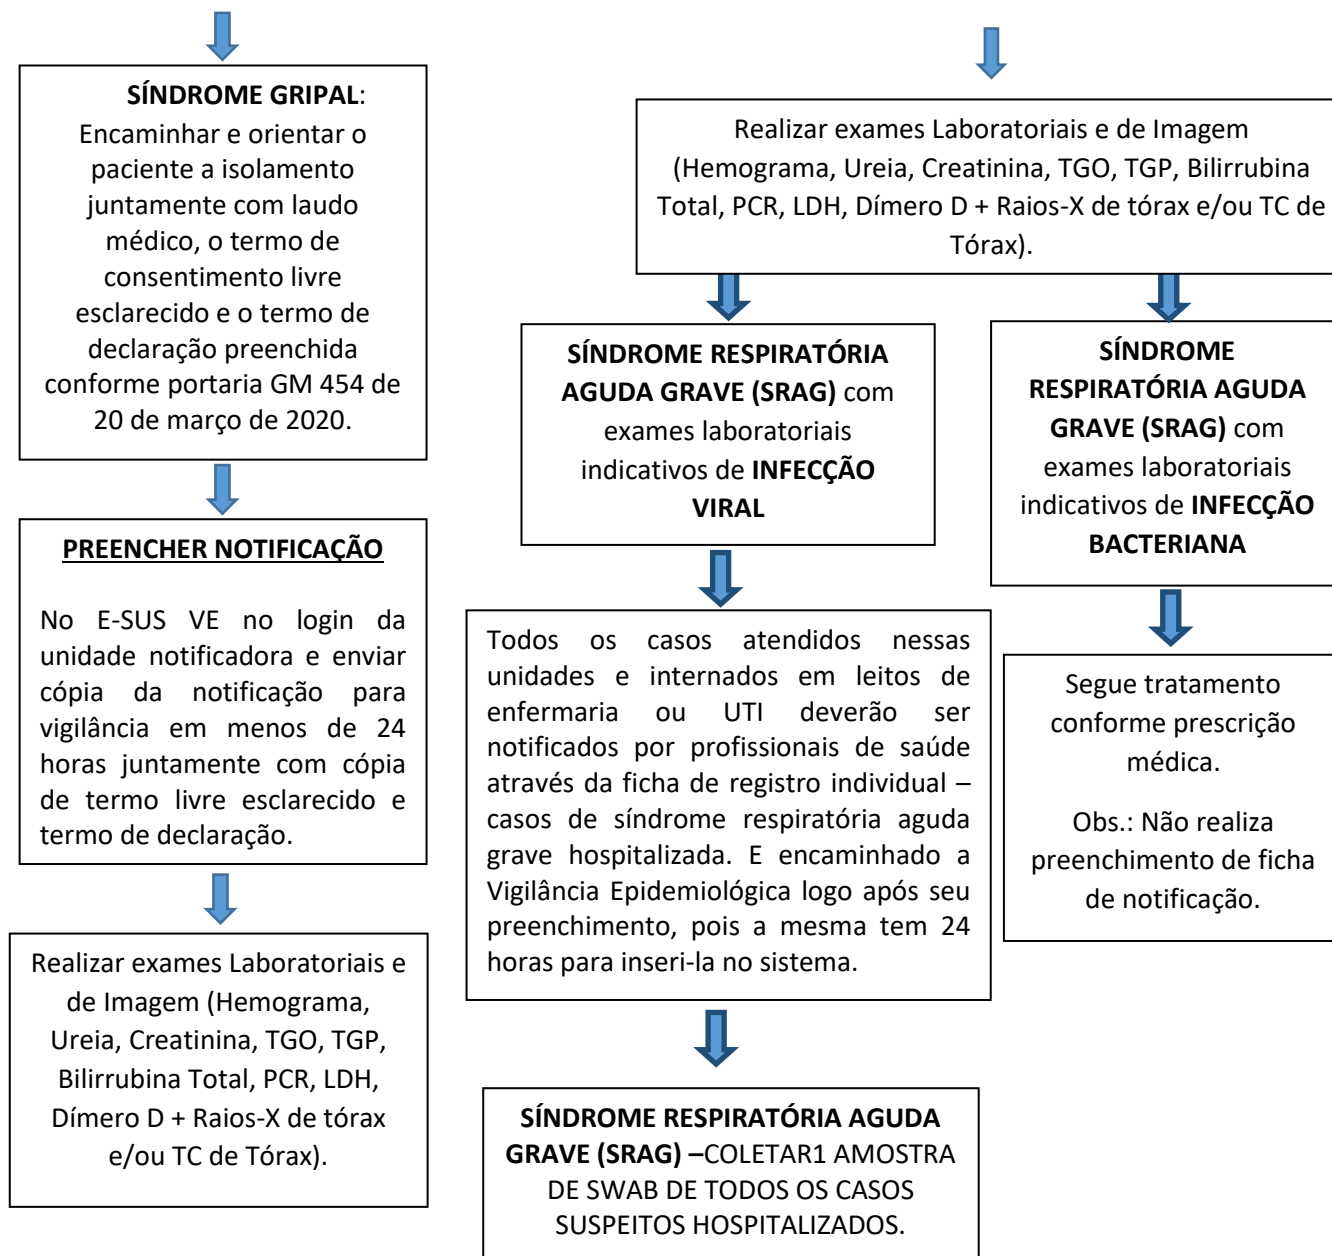 SÍNDROME GRIPAL:
Encaminhar e orientar o
paciente a isolamento
juntamente com laudo
médico, o termo de
consentimento livre
esclarecido e o termo de
declaração preenchida
conforme portaria GM 454 de
20 de março de 2020.
PREENCHER NOTIFICAÇÃO
No E-SUS VE no login da
unidade notificadora e enviar
cópia da notificação para
vigilância em menos de 24
horas juntamente com cópia
de termo livre esclarecido e
termo de declaração.
Realizar exames Laboratoriais e
de Imagem (Hemograma,
Ureia, Creatinina, TGO, TGP,
Bilirrubina Total, PCR, LDH,
Dímero D + Raios-X de tórax
e/ou TC de Tórax).
Realizar exames Laboratoriais e de Imagem
(Hemograma, Ureia, Creatinina, TGO, TGP, Bilirrubina
Total, PCR, LDH, Dímero D + Raios-X de tórax e/ou TC de
Tórax).
SÍNDROME RESPIRATÓRIA
AGUDA GRAVE (SRAG) com
exames laboratoriais
indicativos de INFECÇÃO
VIRAL
Todos os casos atendidos nessas
unidades e internados em leitos de
enfermaria ou UTI deverão ser
notificados por profissionais de saúde
através da ficha de registro individual –
casos de síndrome respiratória aguda
grave hospitalizada. E encaminhado a
Vigilância Epidemiológica logo após seu
preenchimento, pois a mesma tem 24
horas para inseri-la no sistema.
SÍNDROME RESPIRATÓRIA AGUDA
GRAVE (SRAG) –COLETAR1 AMOSTRA
DE SWAB DE TODOS OS CASOS
SUSPEITOS HOSPITALIZADOS.
SÍNDROME
RESPIRATÓRIA AGUDA
GRAVE (SRAG) com
exames laboratoriais
indicativos de INFECÇÃO
BACTERIANA
Segue tratamento
conforme prescrição
médica.
Obs.: Não realiza
preenchimento de ficha
de notificação.